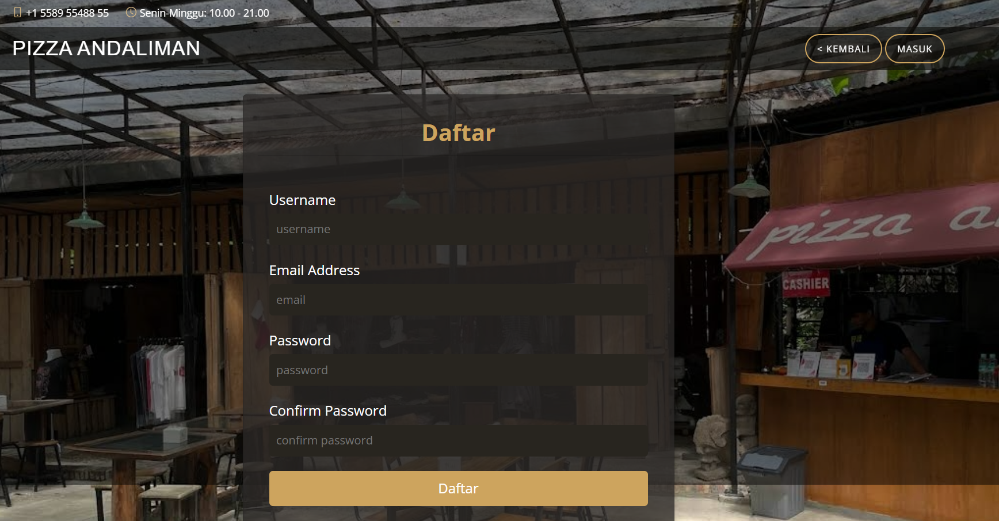 +1 5589 55488 55 Senin-Minggu: 10.00 - 21.00
PIZZA ANDALIMAN
< KEMBALI MASUK
Daftar
Username
username
Email Address
email
Password
password
Confirm Password
confirm password
Daftar
pizza a
CASHIER